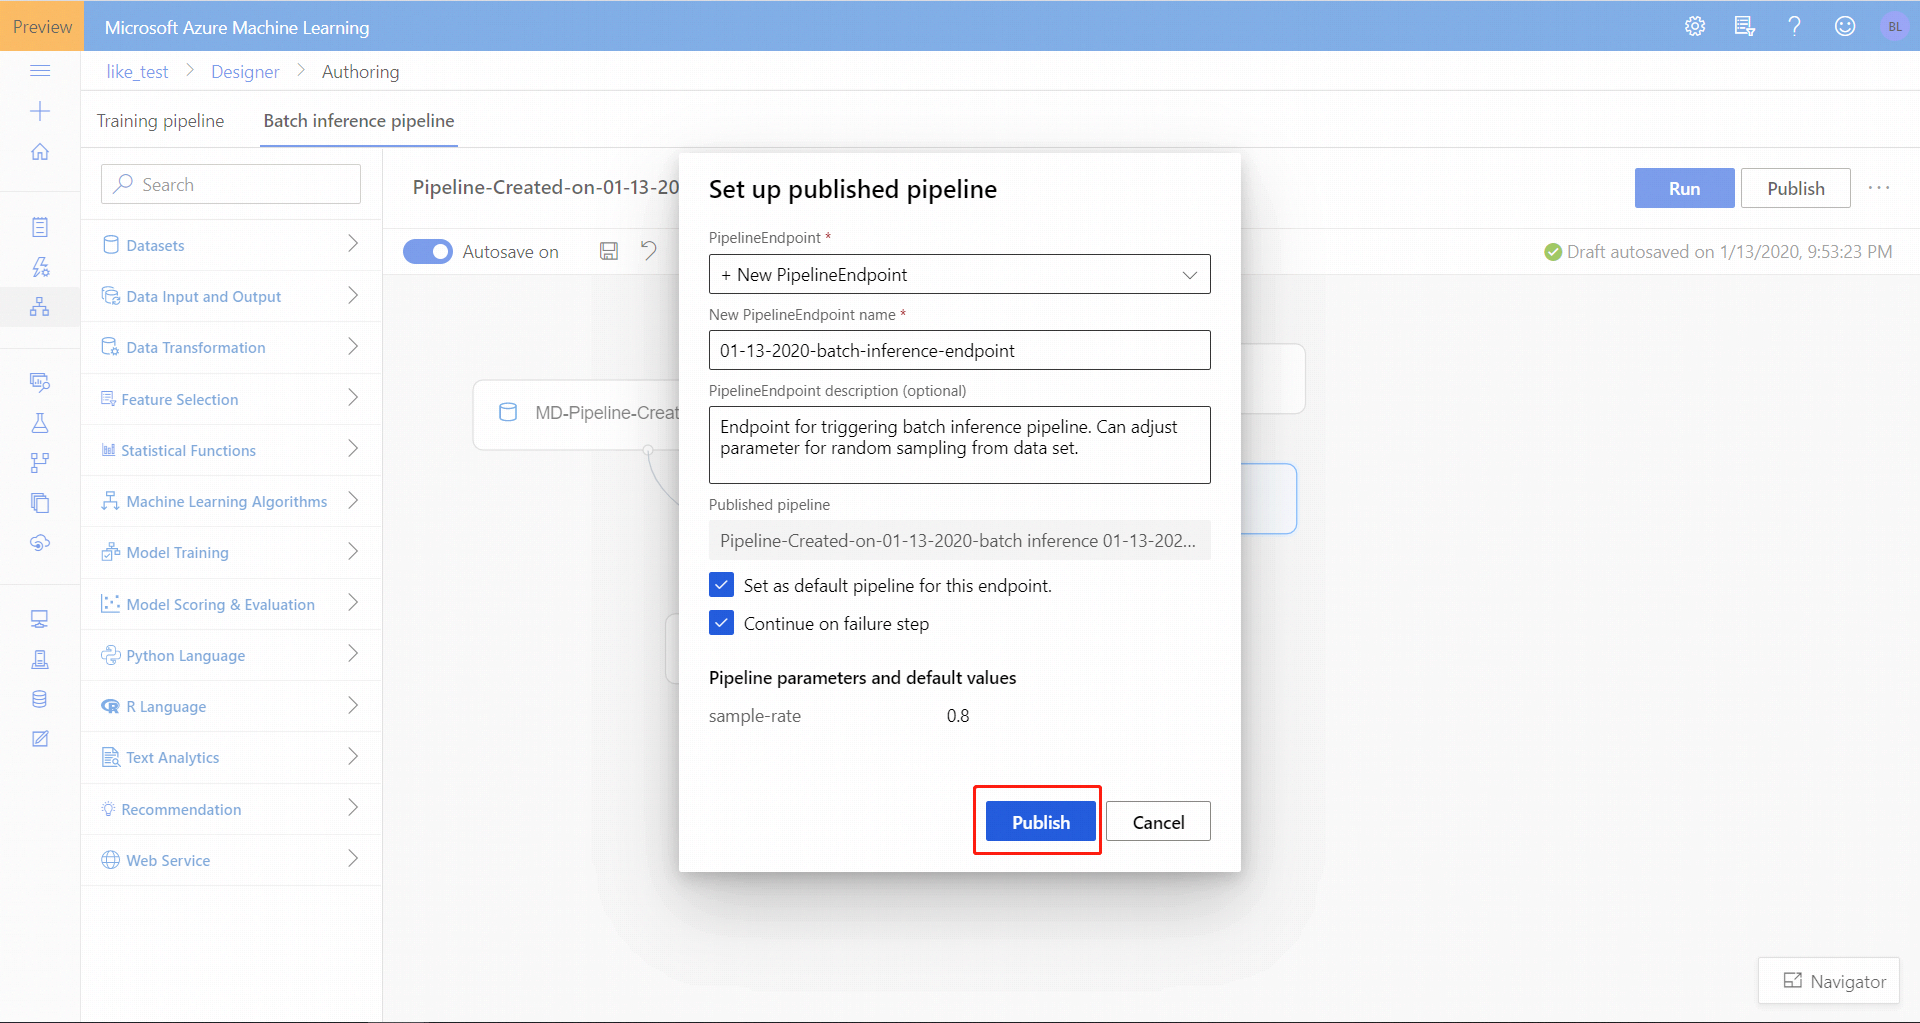 Preview
Microsoft Azure Machine Learning
BL
like_test > Designer > Authoring
Training pipeline
Batch inference pipeline
Search
Datasets
Data Input and Output
Data Transformation
Feature Selection
Statistical Functions
Machine Learning Algorithms
Model Training
Model Scoring & Evaluation
Python Language
R Language
Text Analytics
Recommendation
Web Service
Pipeline-Created-on-01-13-20
Run
Publish
Autosave on
Draft autosaved on 1/13/2020, 9:53:23 PM
MD-Pipeline-Creat
Set up published pipeline
PipelineEndpoint *
+ New PipelineEndpoint
New PipelineEndpoint name *
01-13-2020-batch-inference-endpoint
PipelineEndpoint description (optional)
Endpoint for triggering batch inference pipeline. Can adjust
parameter for random sampling from data set.
Published pipeline
Pipeline-Created-on-01-13-2020-batch inference 01-13-202...
Set as default pipeline for this endpoint.
Continue on failure step
Pipeline parameters and default values
sample-rate 0.8
Publish
Cancel
Navigator